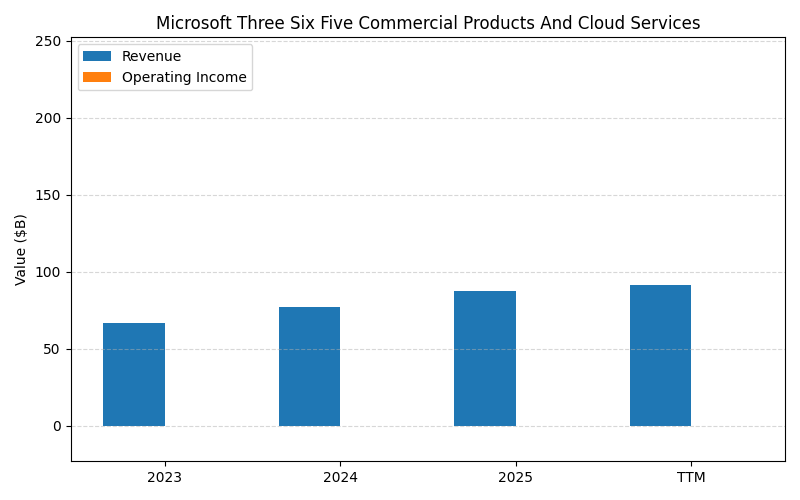 Microsoft Three Six Five Commercial Products And Cloud Services
Revenue
Operating Income
Value ($B)
250
200
150
100
50
0
2023
2024
2025
TTM